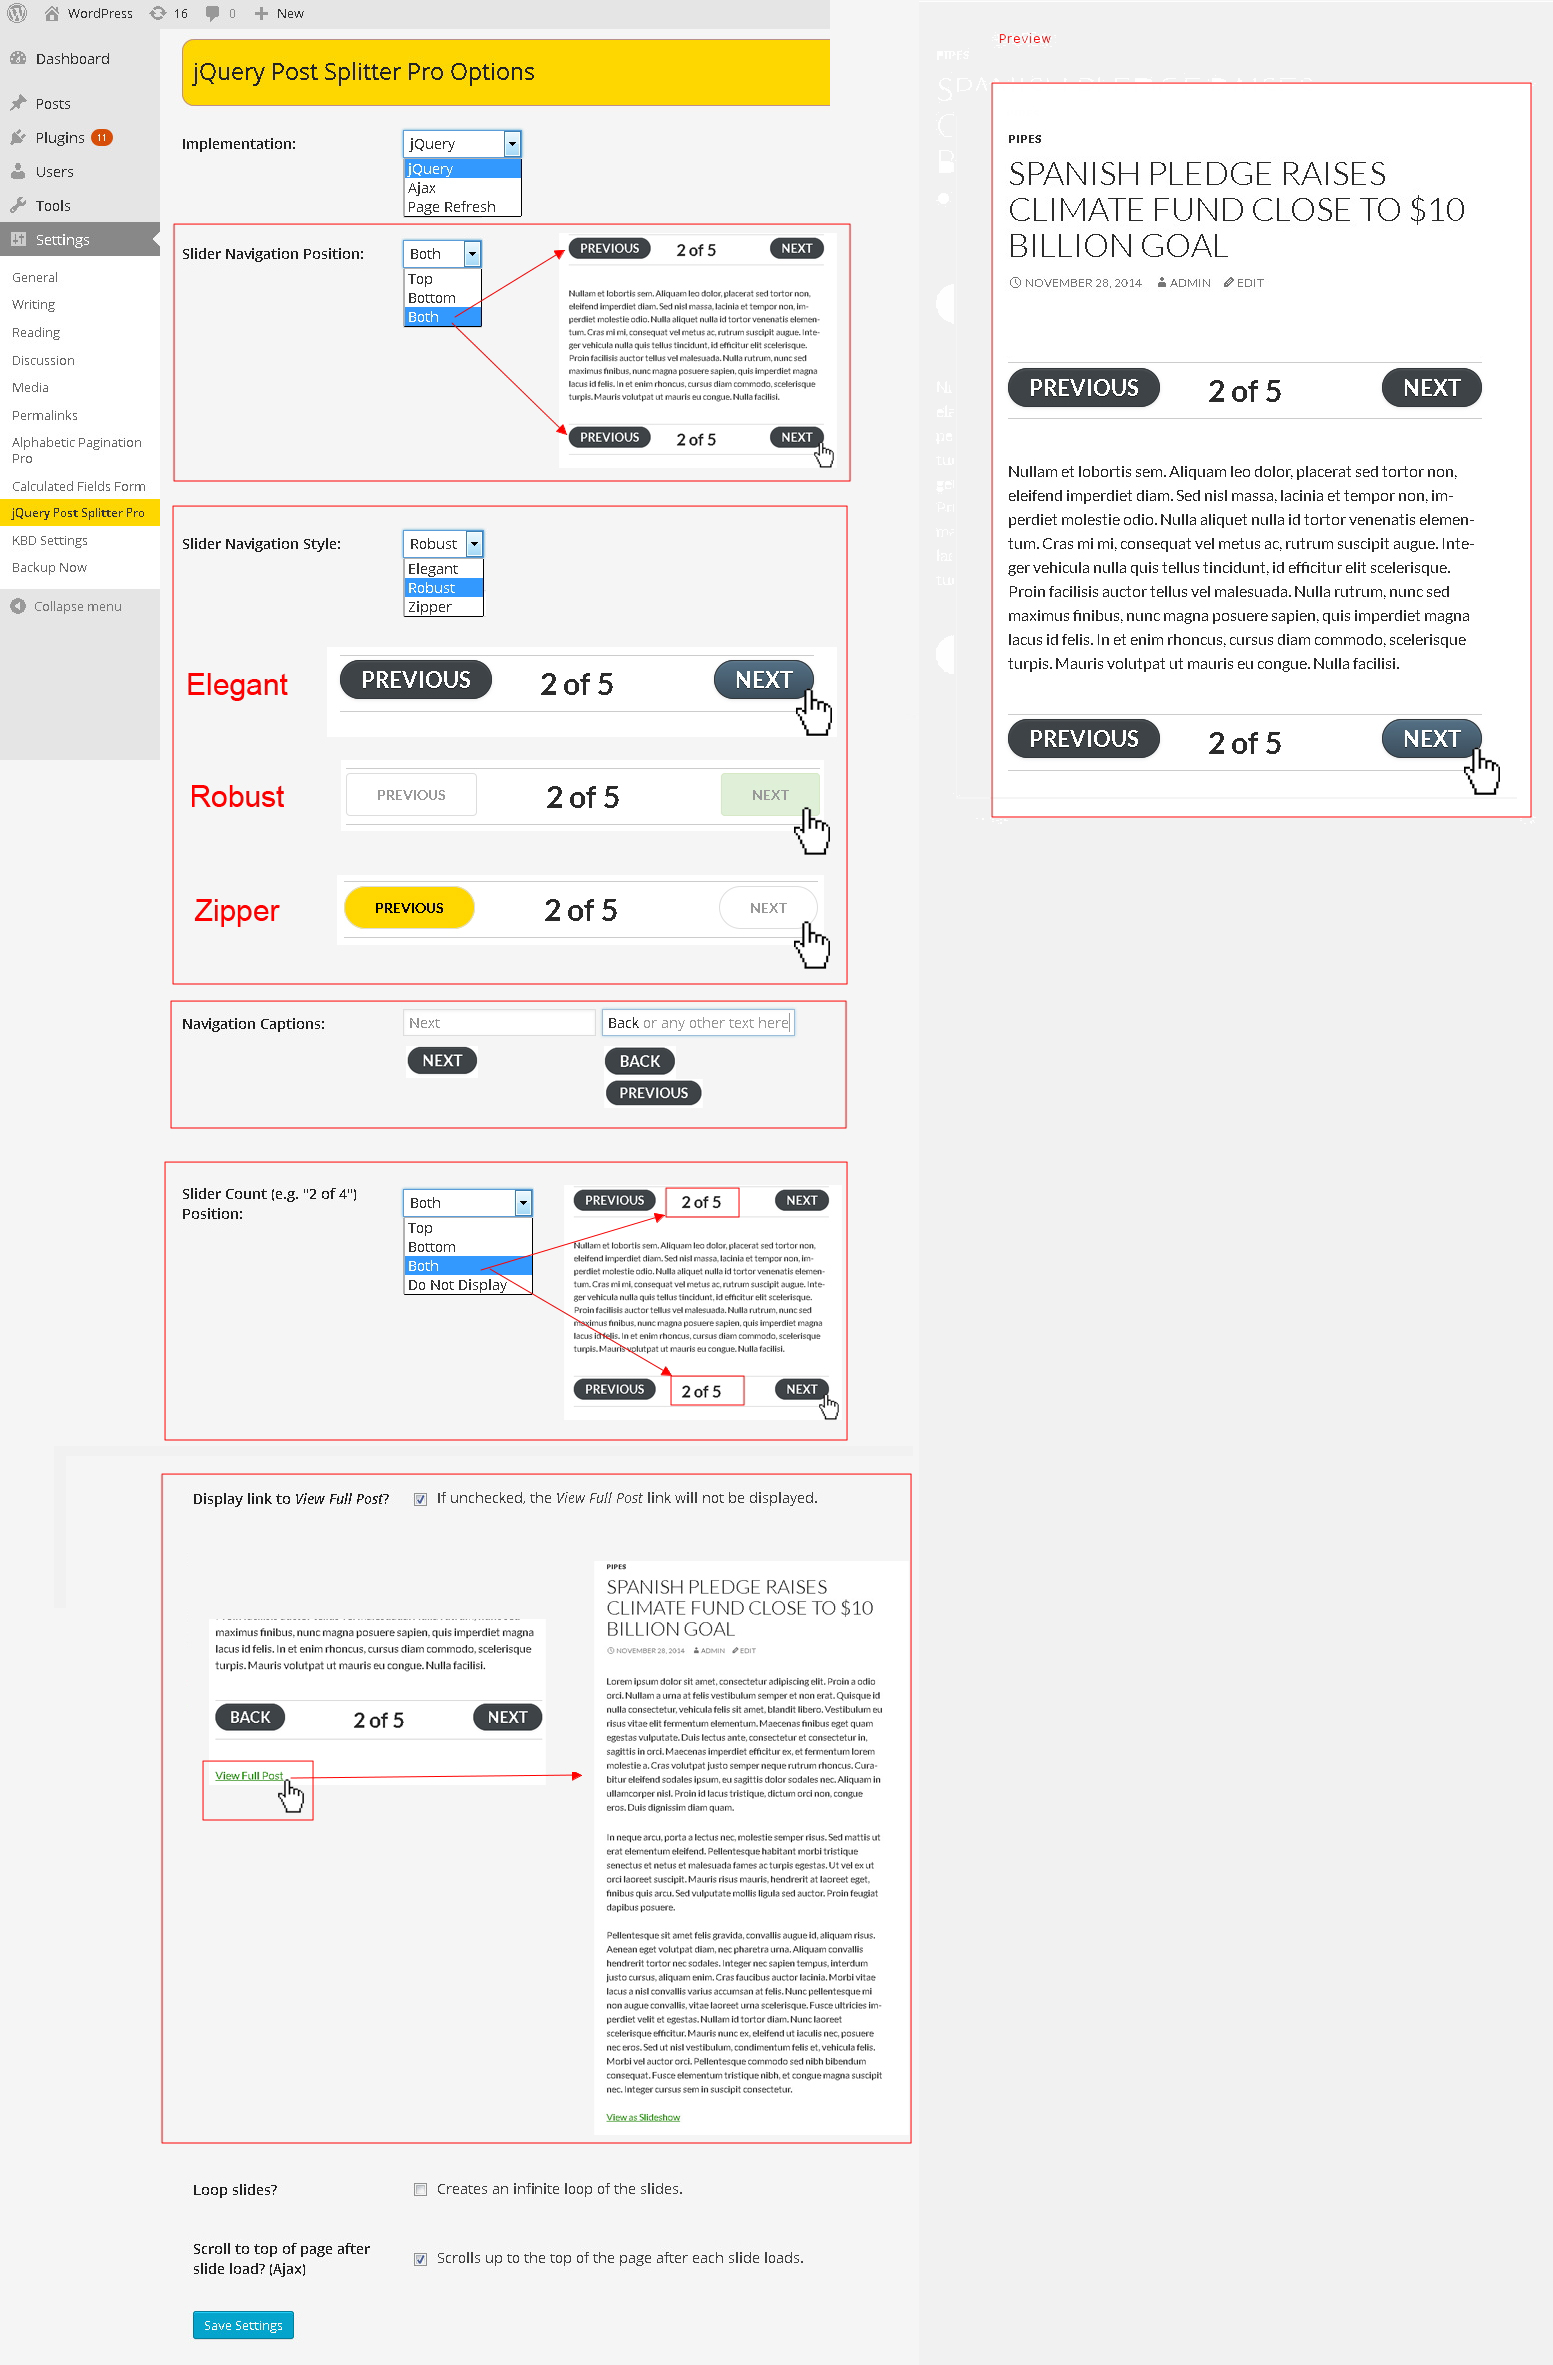 WordPress 16 0 New
Dashboard
Posts
Plugins 11
Users
Tools
Settings
General
Writing
Reading
Discussion
Media
Permalinks
Alphabetic Pagination
Pro
Calculated Fields Form
jQuery Post Splitter Pro
KBD Settings
Backup Now
Collapse menu
jQuery Post Splitter Pro Options
Implementation:
jQuery
jQuery
Ajax
Page Refresh
Slider Navigation Position:
Both
Top
Bottom
Both
PREVIOUS 2 of 5 NEXT
Nullam et lobortis sem. Aliquam leo dolor, placerat sed tortor non,
eleifend imperdiet diam. Sed nisl massa, lacinia et tempor non, im-
perdiet molestie odio. Nulla aliquet nulla id tortor venenatis elemen-
tum. Cras mi mi, consequat vel metus ac, rutrum suscipit augue. Inte-
ger vehicula nulla quis tellus tincidunt, id efficitur elit scelerisque.
Proin facilisis auctor tellus vel malesuada. Nulla rutrum, nunc sed
maximus finibus, nunc magna posuere sapien, quis imperdiet magna
lacus id felis. In et enim rhoncus, cursus diam commodo, scelerisque
turpis. Mauris volutpat ut mauris eu congue. Nulla facilisi.
PREVIOUS 2 of 5 NEXT
Slider Navigation Style:
Robust
Elegant
Robust
Zipper
Elegant
PREVIOUS 2 of 5 NEXT
Robust
PREVIOUS 2 of 5 NEXT
Zipper
PREVIOUS 2 of 5 NEXT
Navigation Captions:
Next
Back or any other text here
NEXT
BACK
PREVIOUS
Slider Count (e.g. "2 of 4")
Position:
Both
Top
Bottom
Both
Do Not Display
PREVIOUS 2 of 5 NEXT
Nullam et lobortis sem. Aliquam leo dolor, placerat sed tortor non,
eleifend imperdiet diam. Sed nisl massa, lacinia et tempor non, im-
perdiet molestie odio. Nulla aliquet nulla id tortor venenatis elemen-
tum. Cras mi mi, consequat vel metus ac, rutrum suscipit augue. Inte-
ger vehicula nulla quis tellus tincidunt, id efficitur elit scelerisque.
Proin facilisis auctor tellus vel malesuada. Nulla rutrum, nunc sed
maximus finibus, nunc magna posuere sapien, quis imperdiet magna
lacus id felis. In et enim rhoncus, cursus diam commodo, scelerisque
turpis. Mauris volutpat ut mauris eu congue. Nulla facilisi.
PREVIOUS 2 of 5 NEXT
Display link to View Full Post?
If unchecked, the View Full Post link will not be displayed.
maximus finibus, nunc magna posuere sapien, quis imperdiet magna
lacus id felis. In et enim rhoncus, cursus diam commodo, scelerisque
turpis. Mauris volutpat ut mauris eu congue. Nulla facilisi.
BACK 2 of 5 NEXT
View Full Post
PIPES
SPANISH PLEDGE RAISES
CLIMATE FUND CLOSE TO $10
BILLION GOAL
NOVEMBER 28, 2014 ADMIN EDIT
Lorem ipsum dolor sit amet, consectetur adipiscing elit. Proin a odio
orci. Nullam a urna at felis vestibulum semper et non erat. Quisque id
nulla consectetur, vehicula felis sit amet, blandit libero. Vestibulum eu
risus vitae elit fermentum elementum. Maecenas finibus eget quam
egestas vulputate. Duis lectus ante, consectetur et consectetur in,
sagittis in orci. Maecenas imperdiet efficitur ex, et fermentum lorem
molestie a. Cras volutpat justo semper neque rutrum rhoncus. Cura-
bitur eleifend sodales ipsum, eu sagittis dolor sodales nec. Aliquam in
ullamcorper nisl. Proin id lacus tristique, dictum orci non, congue
eros. Duis dignissim diam quam.
In neque arcu, porta a lectus nec, molestie semper risus. Sed mattis ut
erat elementum eleifend. Pellentesque habitant morbi tristique
senectus et netus et malesuada fames ac turpis egestas. Ut vel ex ut
orci laoreet suscipit. Mauris risus mauris, hendrerit at laoreet eget,
finibus quis arcu. Sed vulputate mollis ligula sed auctor. Proin feugiat
dapibus posuere.
Pellentesque sit amet felis gravida, convallis augue id, aliquam risus.
Aenean eget volutpat diam, nec pharetra urna. Aliquam convallis
hendrerit tortor nec sodales. Integer nec sapien tempus, interdum
justo cursus, aliquam enim. Cras faucibus auctor lacinia. Morbi vitae
lacus a nisl convallis varius accumsan at felis. Nunc pellentesque mi
non augue convallis, vitae laoreet urna scelerisque. Fusce ultricies im-
perdiet velit et egestas. Nullam id tortor diam. Nunc laoreet
scelerisque efficitur. Mauris nunc ex, eleifend ut iaculis nec, posuere
nec eros. Sed ut nisl vestibulum, condimentum felis et, vehicula felis.
Morbi vel auctor orci. Pellentesque commodo sed nibh bibendum
consequat. Fusce elementum tristique nibh, et congue magna suscipit
nec. Integer cursus sem in suscipit consectetur.
View as Slideshow
Loop slides?
Creates an infinite loop of the slides.
Scroll to top of page after
slide load? (Ajax)
Scrolls up to the top of the page after each slide loads.
Save Settings
Preview
PIPES
PIPES
SPANISH PLEDGE RAISES
CLIMATE FUND CLOSE TO $10
BILLION GOAL
NOVEMBER 28, 2014 ADMIN EDIT
PREVIOUS 2 of 5 NEXT
Nullam et lobortis sem. Aliquam leo dolor, placerat sed tortor non,
eleifend imperdiet diam. Sed nisl massa, lacinia et tempor non, im-
perdiet molestie odio. Nulla aliquet nulla id tortor venenatis elemen-
tum. Cras mi mi, consequat vel metus ac, rutrum suscipit augue. Inte-
ger vehicula nulla quis tellus tincidunt, id efficitur elit scelerisque.
Proin facilisis auctor tellus vel malesuada. Nulla rutrum, nunc sed
maximus finibus, nunc magna posuere sapien, quis imperdiet magna
lacus id felis. In et enim rhoncus, cursus diam commodo, scelerisque
turpis. Mauris volutpat ut mauris eu congue. Nulla facilisi.
PREVIOUS 2 of 5 NEXT